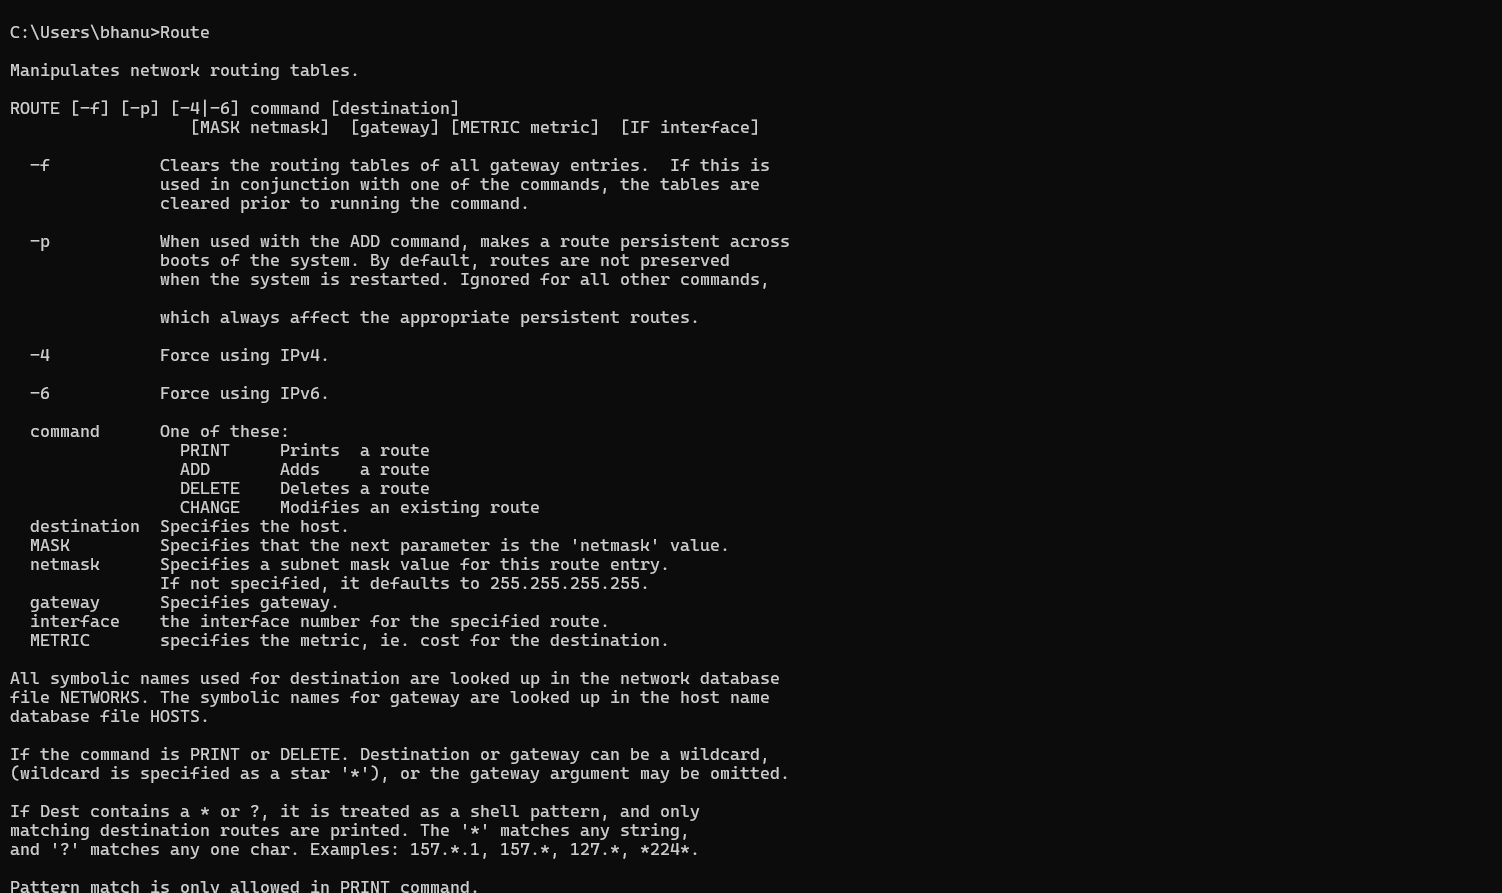 C:\Users\bhanu>Route
Manipulates network routing tables.
ROUTE [-f] [-p] [-4|-6] command [destination]
                  [MASK netmask]  [gateway] [METRIC metric]  [IF interface]
  -f           Clears the routing tables of all gateway entries.  If this is
               used in conjunction with one of the commands, the tables are
               cleared prior to running the command.
  -p           When used with the ADD command, makes a route persistent across
               boots of the system. By default, routes are not preserved
               when the system is restarted. Ignored for all other commands,
               which always affect the appropriate persistent routes.
  -4           Force using IPv4.
  -6           Force using IPv6.
  command      One of these:
                 PRINT     Prints  a route
                 ADD       Adds    a route
                 DELETE    Deletes a route
                 CHANGE    Modifies an existing route
  destination  Specifies the host.
  MASK         Specifies that the next parameter is the 'netmask' value.
  netmask      Specifies a subnet mask value for this route entry.
               If not specified, it defaults to 255.255.255.255.
  gateway      Specifies gateway.
  interface    the interface number for the specified route.
  METRIC       specifies the metric, ie. cost for the destination.
All symbolic names used for destination are looked up in the network database
file NETWORKS. The symbolic names for gateway are looked up in the host name
database file HOSTS.
If the command is PRINT or DELETE. Destination or gateway can be a wildcard,
(wildcard is specified as a star '*'), or the gateway argument may be omitted.
If Dest contains a * or ?, it is treated as a shell pattern, and only
matching destination routes are printed. The '*' matches any string,
and '?' matches any one char. Examples: 157.*.1, 157.*, 127.*, *224*.
Pattern match is only allowed in PRINT command.